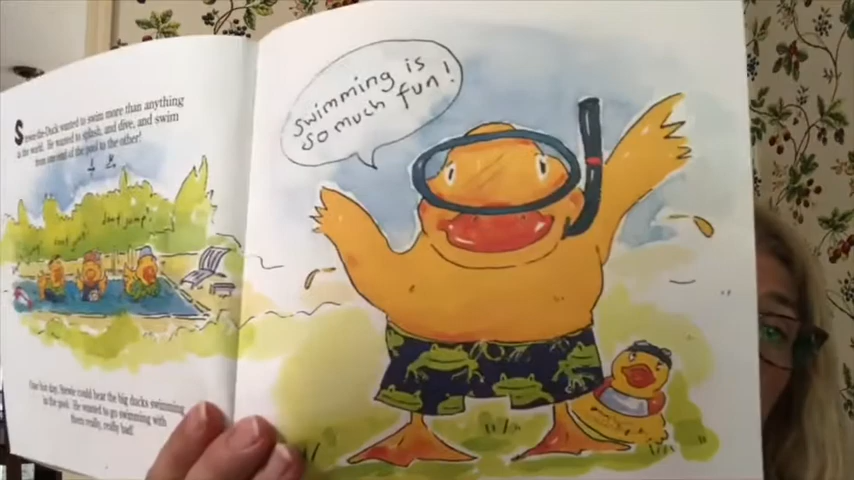 Stewie the Duck wanted to swim more than anything
in the world. He wanted to splash, and dive, and swim
from one end of the pool to the other!
don't jump
One hot day, Stewie could hear the big ducks swimming
in the pool. He wanted to go swimming with
them really, really bad!
Swimming is
so much fun!